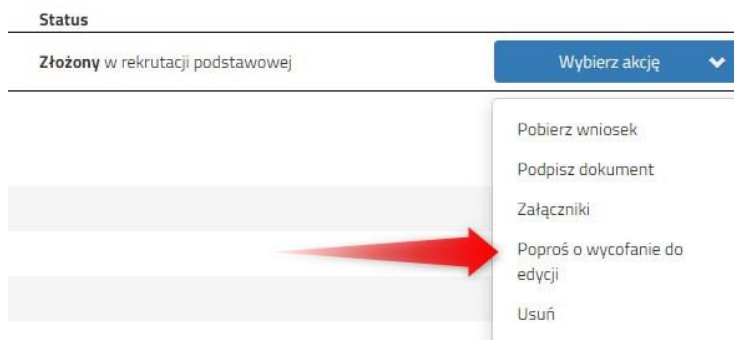 Status
Złożony w rekrutacji podstawowej
Wybierz akcję
Pobierz wniosek
Podpisz dokument
Załączniki
Poproś o wycofanie do
edycji
Usuń